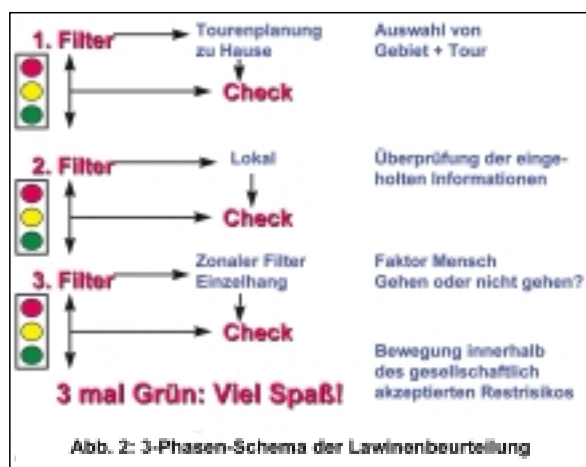 1. Filter
Tourenplanung
zu Hause
Auswahl von
Gebiet + Tour
Check
2. Filter
Lokal
Überprüfung der einge-
holten Informationen
Check
3. Filter
Zonaler Filter
Einzelhang
Faktor Mensch
Gehen oder nicht gehen?
Check
Bewegung innerhalb
des gesellschaftlich
akzeptierten Restrisikos
3 mal Grün: Viel Spaß!
Abb. 2: 3-Phasen-Schema der Lawinenbeurteilung